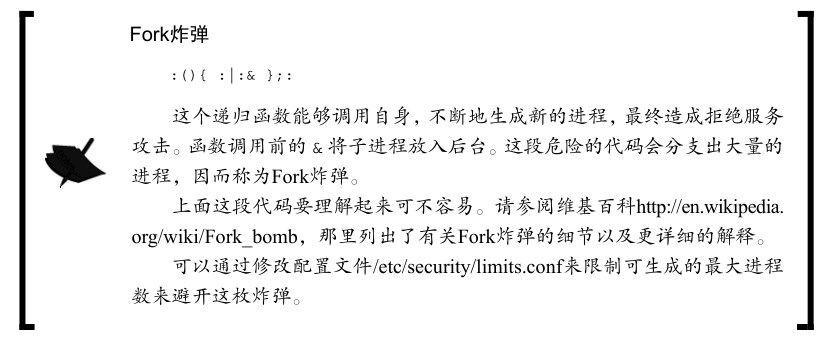 Fork炸弹
:(){ :|:& };:
这个递归函数能够调用自身，不断地生成新的进程，最终造成拒绝服务
攻击。函数调用前的 & 将子进程放入后台。这段危险的代码会分支出大量的
进程，因而称为Fork炸弹。
上面这段代码要理解起来可不容易。请参阅维基百科http://en.wikipedia.
org/wiki/Fork_bomb，那里列出了有关Fork炸弹的细节以及更详细的解释。
可以通过修改配置文件/etc/security/limits.conf来限制可生成的最大进程
数来避开这枚炸弹。